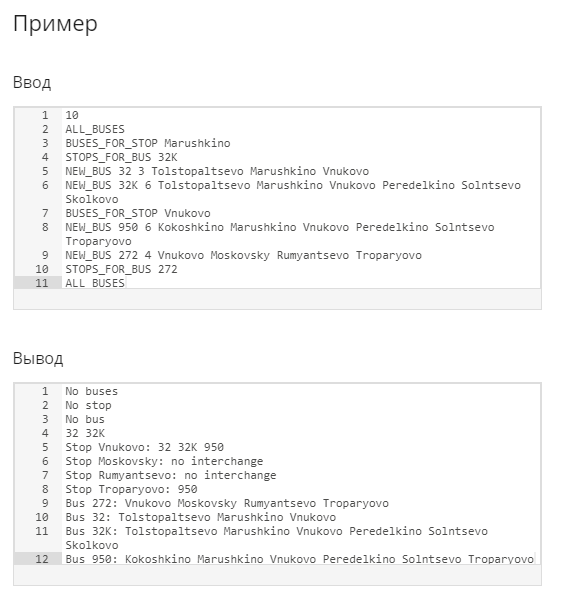 Пример
Ввод
1 10
2 ALL_BUSES
3 BUSES_FOR_STOP Marushkino
4 STOPS_FOR_BUS 32K
5 NEW_BUS 32 3 Tolstopaltsevo Marushkino Vnukovo
6 NEW_BUS 32K 6 Tolstopaltsevo Marushkino Vnukovo Peredelkino Solntsevo
Skolkovo
7 BUSES_FOR_STOP Vnukovo
8 NEW_BUS 950 6 Kokoshkino Marushkino Vnukovo Peredelkino Solntsevo
Troparyovo
9 NEW_BUS 272 4 Vnukovo Moskovsky Rumyantsevo Troparyovo
10 STOPS_FOR_BUS 272
11 ALL_BUSES
Вывод
1 No buses
2 No stop
3 No bus
4 32 32K
5 Stop Vnukovo: 32 32K 950
6 Stop Moskovsky: no interchange
7 Stop Rumyantsevo: no interchange
8 Stop Troparyovo: 950
9 Bus 272: Vnukovo Moskovsky Rumyantsevo Troparyovo
10 Bus 32: Tolstopaltsevo Marushkino Vnukovo
11 Bus 32K: Tolstopaltsevo Marushkino Vnukovo Peredelkino Solntsevo
Skolkovo
12 Bus 950: Kokoshkino Marushkino Vnukovo Peredelkino Solntsevo Troparyovo